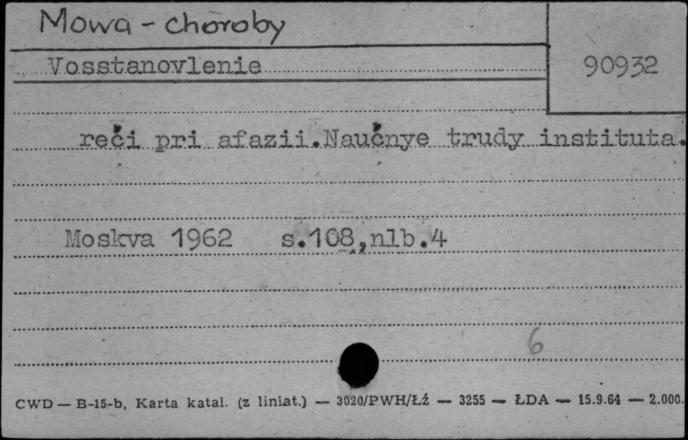 Mowa - choroby
Vosstanovlenie
90932
reči pri afazii.Naučnye trudy instituta.
Moskva 1962 s.108,nlb.4
6
CWD — B-15-b, Karta katal. (z liniat.) — 3020/PWH/Łź — 3255 — ŁDA — 15.9.64 — 2.000.